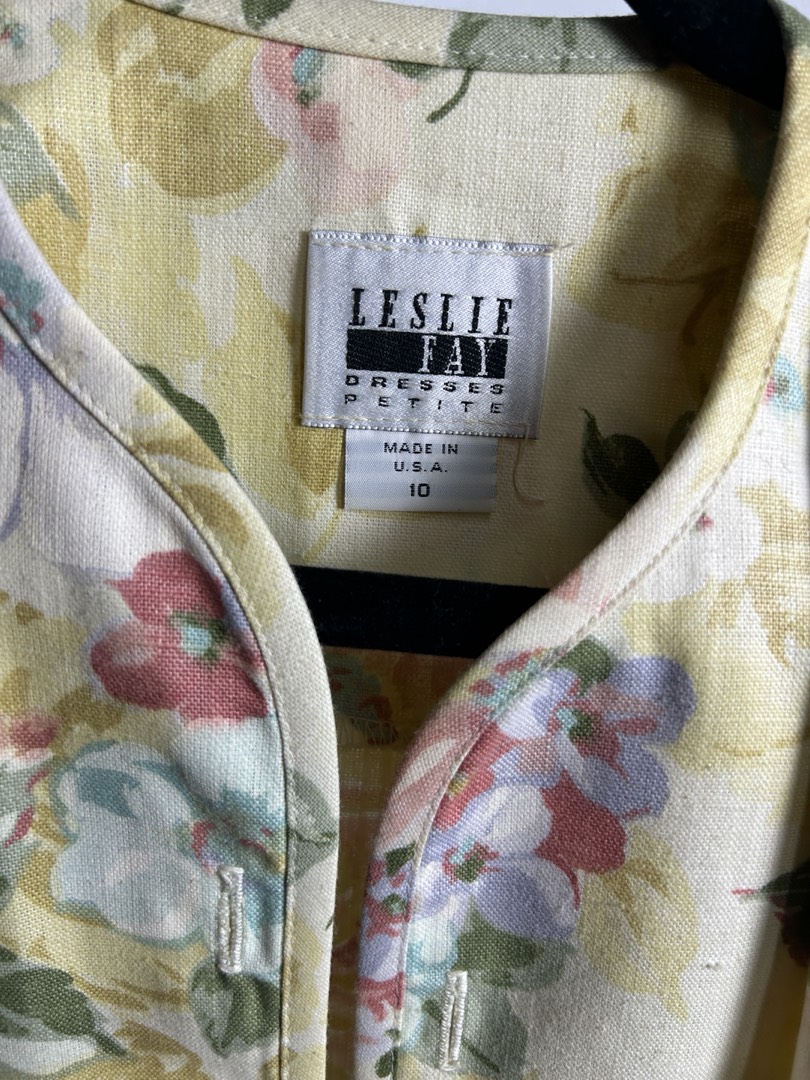 LESLIE
FAY
DRESSES
PETITE
MADE IN
U.S.A.
10